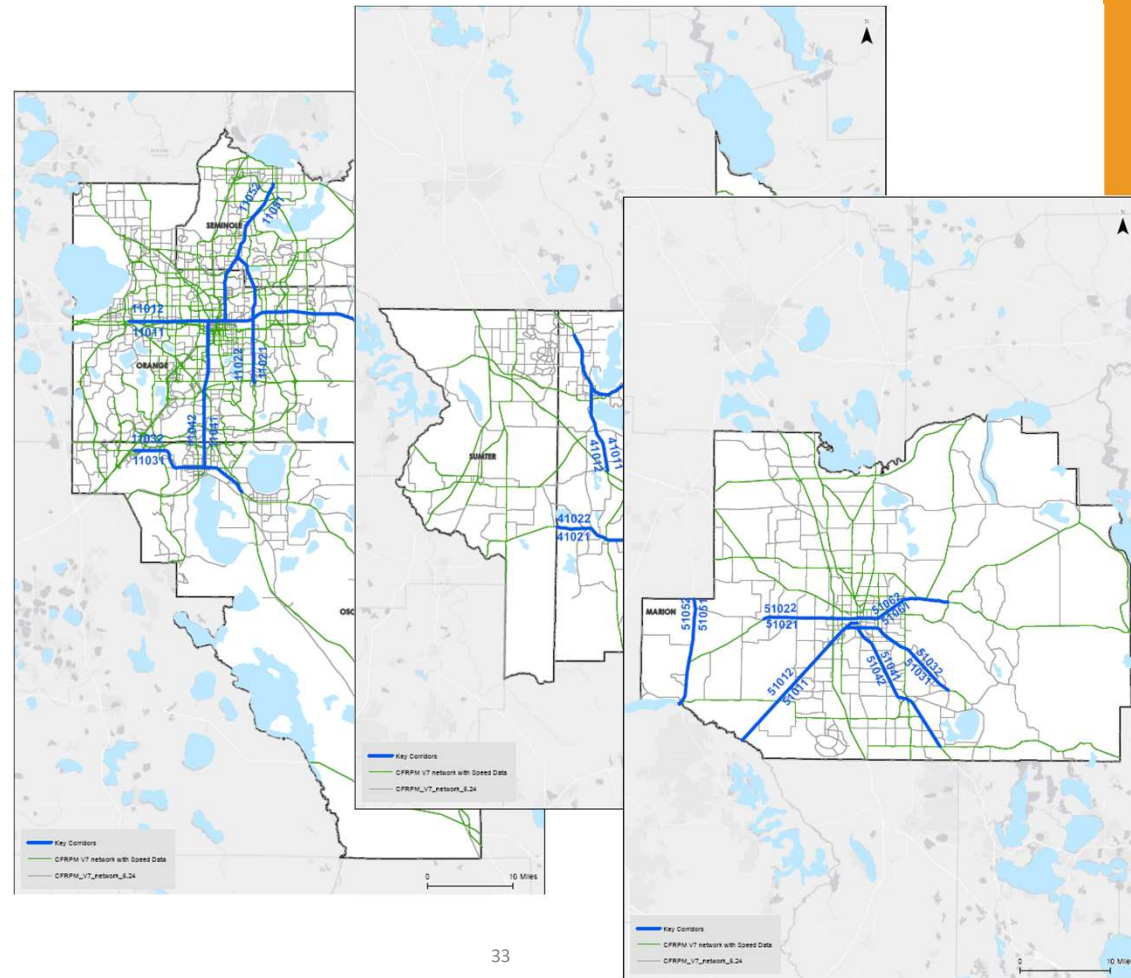 N
N
N
11052
11051
SEMINOLE
11012
11011
ORANGE
11022
11021
11042
11041
11032
11031
OSC
Key Corridors
CFRPM V7 network with Speed Data
CFRPM_V7_network_6.24
0 10 Miles
SUMTER
41011
41012
41022
41021
Key Corridors
CFRPM V7 network with Speed Data
CFRPM_V7_network_6.24
MARION
51052
51051
51022
51021
51062
51061
51012
51011
51041
51042
51032
51031
Key Corridors
CFRPM V7 network with Speed Data
CFRPM_V7_network_6.24
0 10 Miles
33